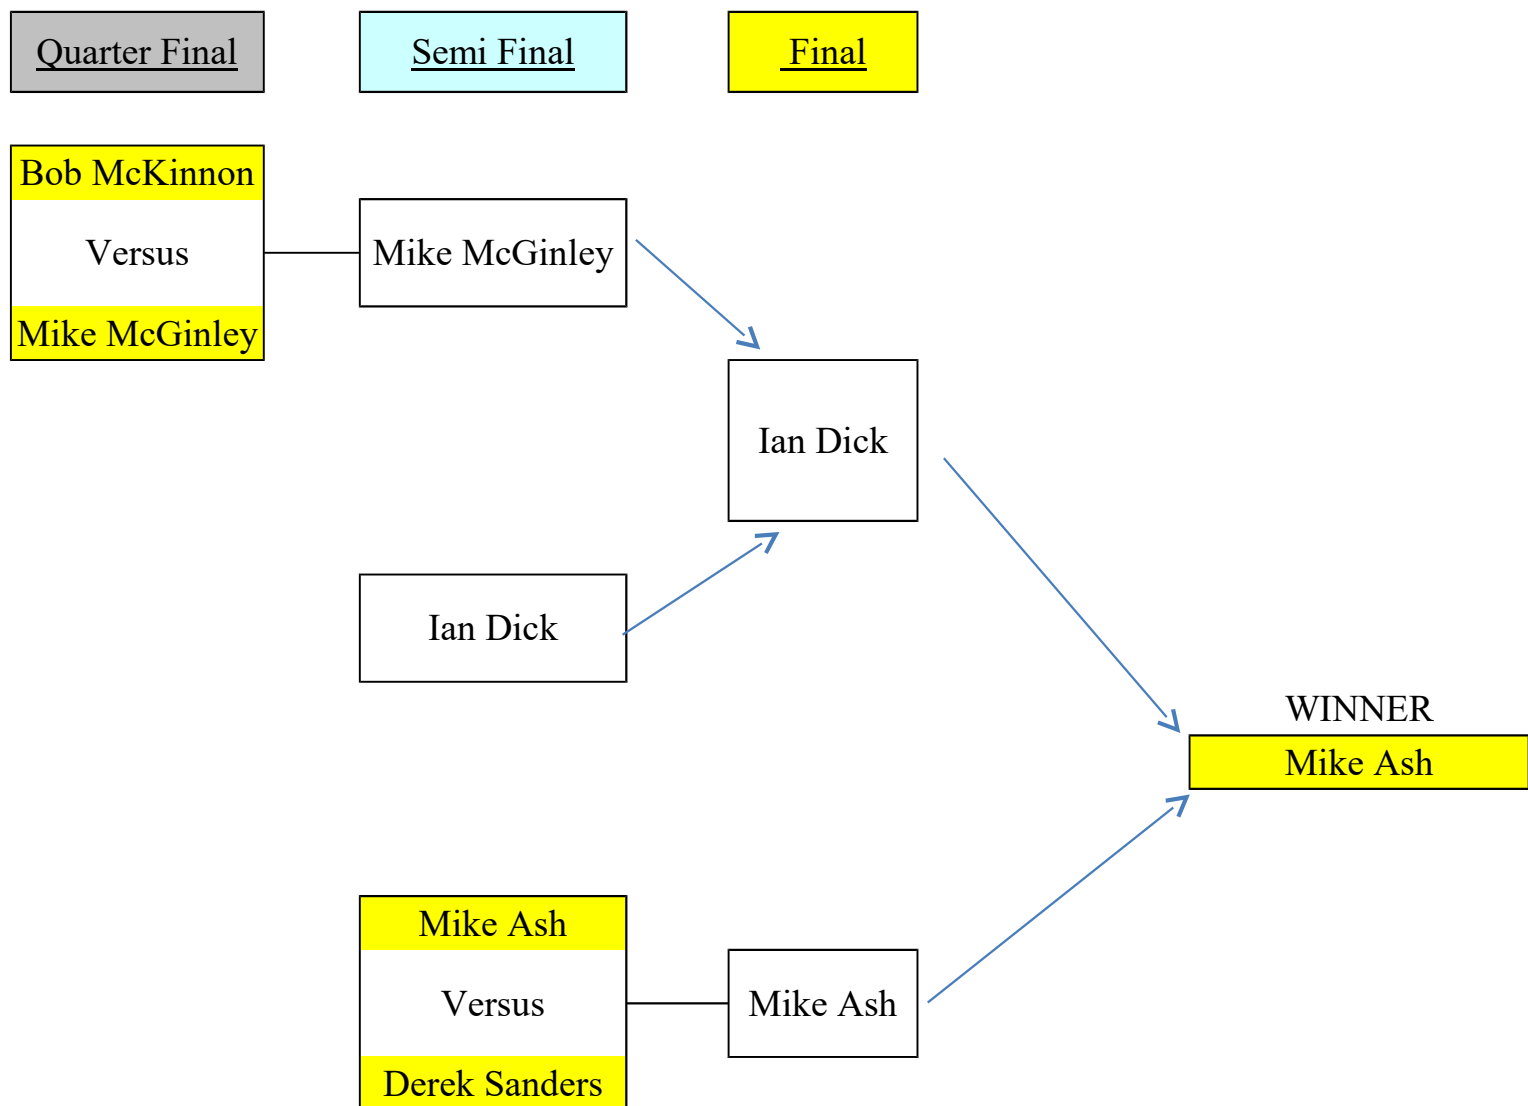 Quarter Final
Semi Final
Final
Bob McKinnon
Versus
Mike McGinley
Mike McGinley
Ian Dick
Ian Dick
WINNER
Mike Ash
Mike Ash
Versus
Derek Sanders
Mike Ash